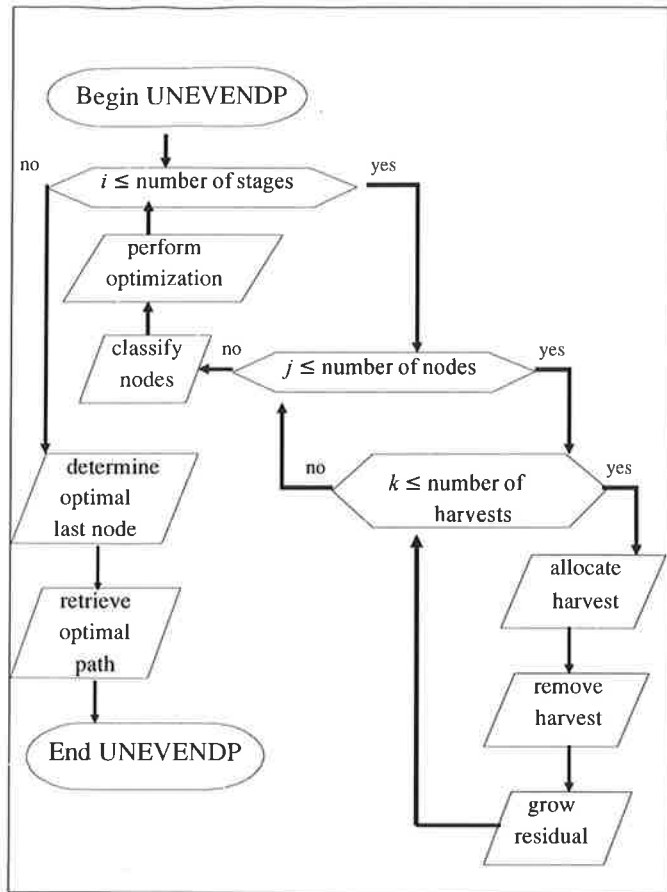 Begin UNEVENDP
no
yes
i ≤ number of stages
perform
optimization
classify
nodes
no
j ≤ number of nodes
yes
no
k ≤ number of
harvests
yes
determine
optimal
last node
allocate
harvest
retrieve
optimal
path
remove
harvest
End UNEVENDP
grow
residual